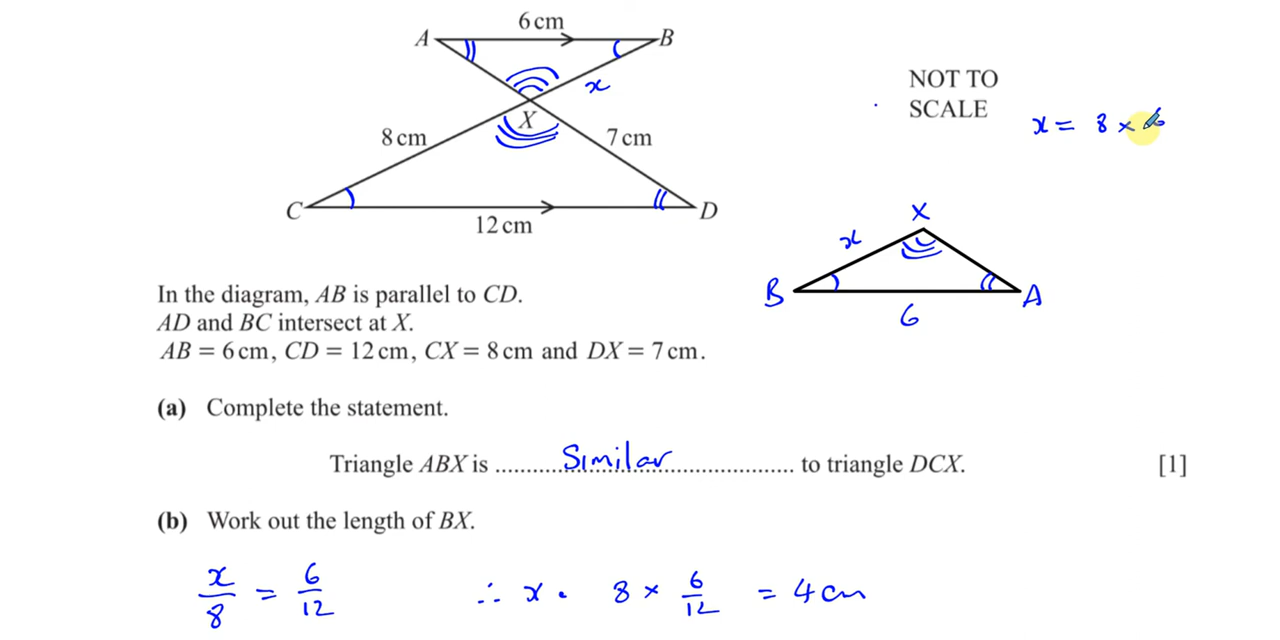 6 cm
A B
x
NOT TO
SCALE
x = 8 × 6
X
8 cm 7 cm
C D
12 cm
X
x
B A
6
In the diagram, AB is parallel to CD.
AD and BC intersect at X.
AB = 6 cm, CD = 12 cm, CX = 8 cm and DX = 7 cm.
(a) Complete the statement.
Triangle ABX is .......... Similar .......... to triangle DCX. [1]
(b) Work out the length of BX.
x/8 = 6/12 ∴ x = 8 × 6/12 = 4 cm